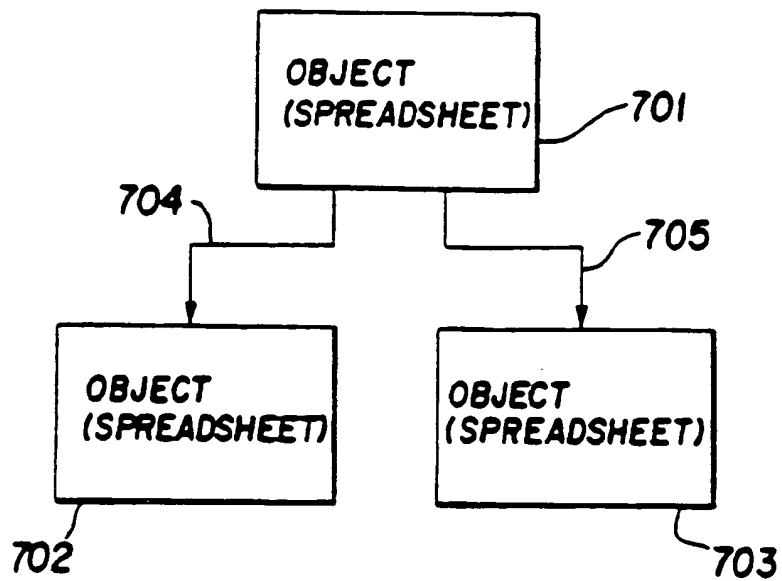 OBJECT
(SPREADSHEET)
701
704
705
OBJECT
(SPREADSHEET)
OBJECT
(SPREADSHEET)
702
703